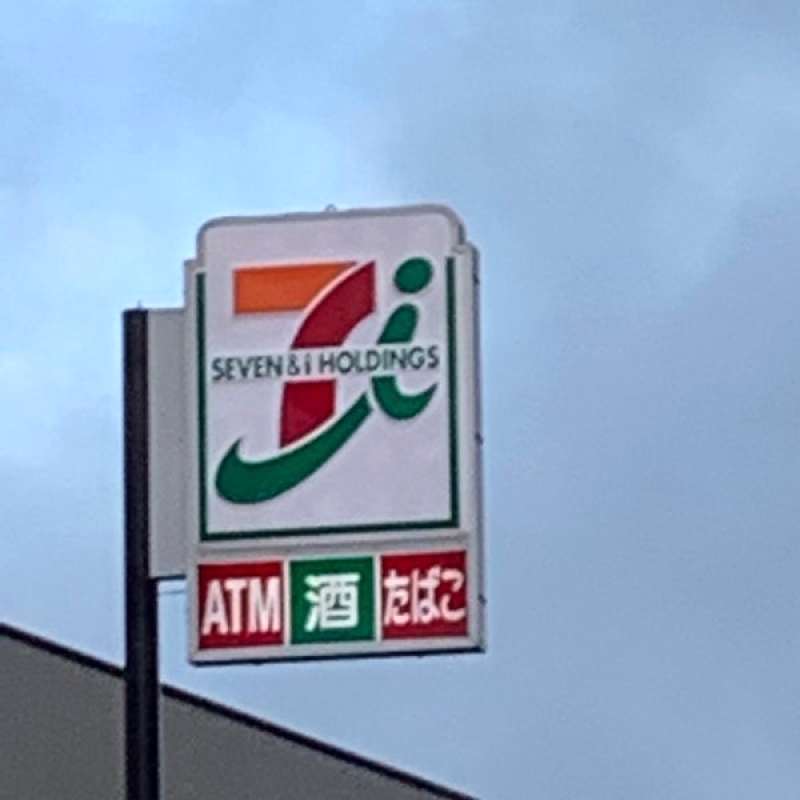 SEVEN & i HOLDINGS
ATM 酒 たばこ